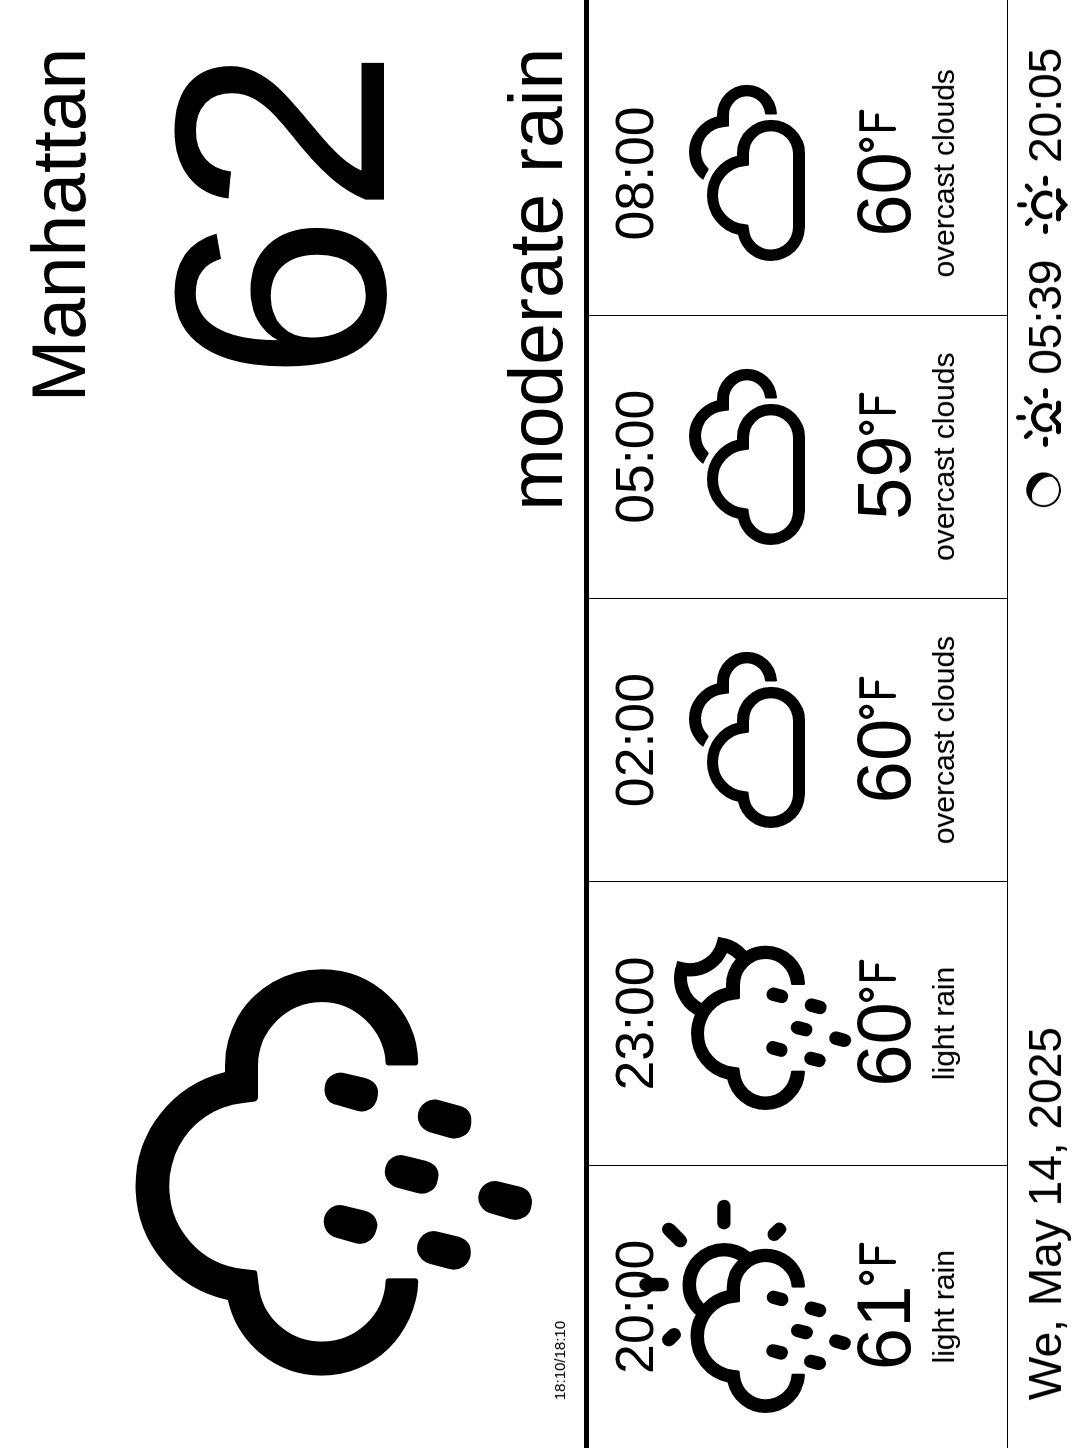 Manhattan
62
moderate rain
18:10/18:10
20:00
61°F
light rain
23:00
60°F
light rain
02:00
60°F
overcast clouds
05:00
59°F
overcast clouds
08:00
60°F
overcast clouds
We, May 14, 2025
05:39
20:05